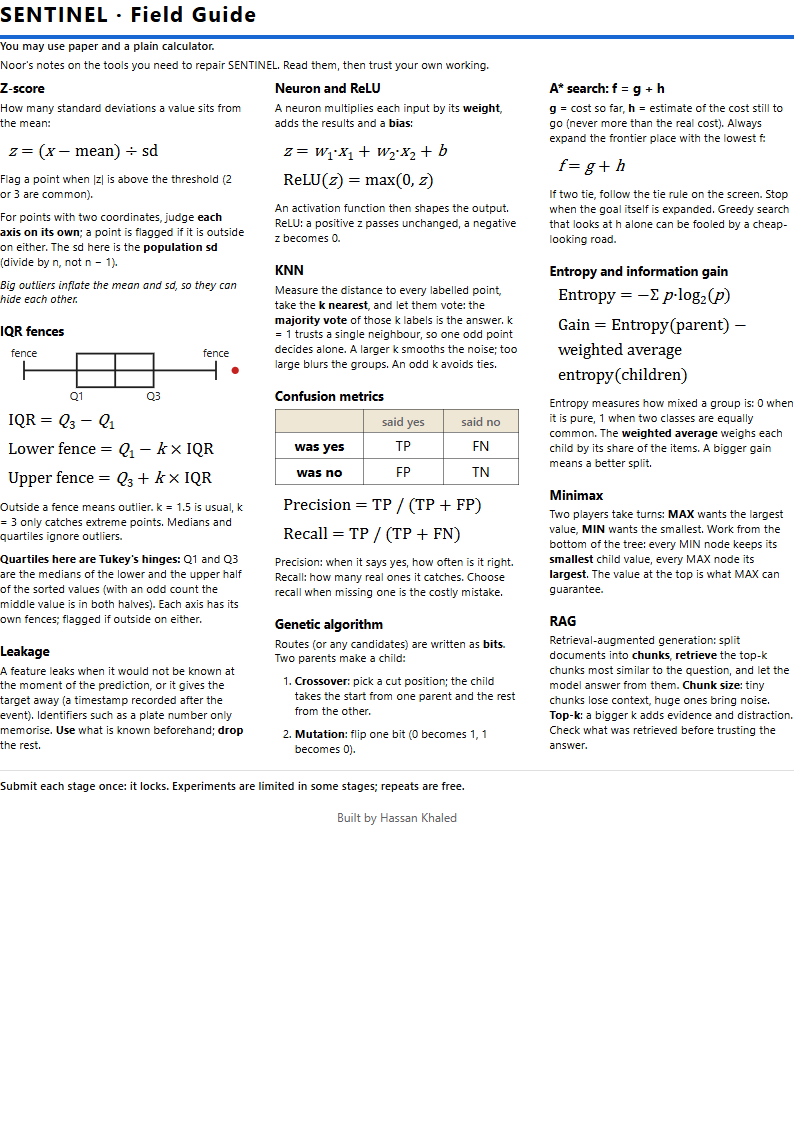 SENTINEL · Field Guide
You may use paper and a plain calculator.
Noor's notes on the tools you need to repair SENTINEL. Read them, then trust your own working.
Z-score
How many standard deviations a value sits from
the mean:
z = (x − mean) ÷ sd
Flag a point when |z| is above the threshold (2
or 3 are common).
For points with two coordinates, judge each
axis on its own; a point is flagged if it is outside
on either. The sd here is the population sd
(divide by n, not n − 1).
Big outliers inflate the mean and sd, so they can
hide each other.
IQR fences
fence fence
Q1 Q3
IQR = Q₃ − Q₁
Lower fence = Q₁ − k × IQR
Upper fence = Q₃ + k × IQR
Outside a fence means outlier. k = 1.5 is usual, k
= 3 only catches extreme points. Medians and
quartiles ignore outliers.
Quartiles here are Tukey's hinges: Q1 and Q3
are the medians of the lower and the upper half
of the sorted values (with an odd count the
middle value is in both halves). Each axis has its
own fences; flagged if outside on either.
Leakage
A feature leaks when it would not be known at
the moment of the prediction, or it gives the
target away (a timestamp recorded after the
event). Identifiers such as a plate number only
memorise. Use what is known beforehand; drop
the rest.
Neuron and ReLU
A neuron multiplies each input by its weight,
adds the results and a bias:
z = w₁·x₁ + w₂·x₂ + b
ReLU(z) = max(0, z)
An activation function then shapes the output.
ReLU: a positive z passes unchanged, a negative
z becomes 0.
KNN
Measure the distance to every labelled point,
take the k nearest, and let them vote: the
majority vote of those k labels is the answer. k
= 1 trusts a single neighbour, so one odd point
decides alone. A larger k smooths the noise; too
large blurs the groups. An odd k avoids ties.
Confusion metrics
said yes said no
was yes TP FN
was no FP TN
Precision = TP / (TP + FP)
Recall = TP / (TP + FN)
Precision: when it says yes, how often is it right.
Recall: how many real ones it catches. Choose
recall when missing one is the costly mistake.
Genetic algorithm
Routes (or any candidates) are written as bits.
Two parents make a child:
1. Crossover: pick a cut position; the child
takes the start from one parent and the rest
from the other.
2. Mutation: flip one bit (0 becomes 1, 1
becomes 0).
A* search: f = g + h
g = cost so far, h = estimate of the cost still to
go (never more than the real cost). Always
expand the frontier place with the lowest f:
f = g + h
If two tie, follow the tie rule on the screen. Stop
when the goal itself is expanded. Greedy search
that looks at h alone can be fooled by a cheap-
looking road.
Entropy and information gain
Entropy = −Σ p·log₂(p)
Gain = Entropy(parent) −
weighted average
entropy(children)
Entropy measures how mixed a group is: 0 when
it is pure, 1 when two classes are equally
common. The weighted average weighs each
child by its share of the items. A bigger gain
means a better split.
Minimax
Two players take turns: MAX wants the largest
value, MIN wants the smallest. Work from the
bottom of the tree: every MIN node keeps its
smallest child value, every MAX node its
largest. The value at the top is what MAX can
guarantee.
RAG
Retrieval-augmented generation: split
documents into chunks, retrieve the top-k
chunks most similar to the question, and let the
model answer from them. Chunk size: tiny
chunks lose context, huge ones bring noise.
Top-k: a bigger k adds evidence and distraction.
Check what was retrieved before trusting the
answer.
Submit each stage once: it locks. Experiments are limited in some stages; repeats are free.
Built by Hassan Khaled